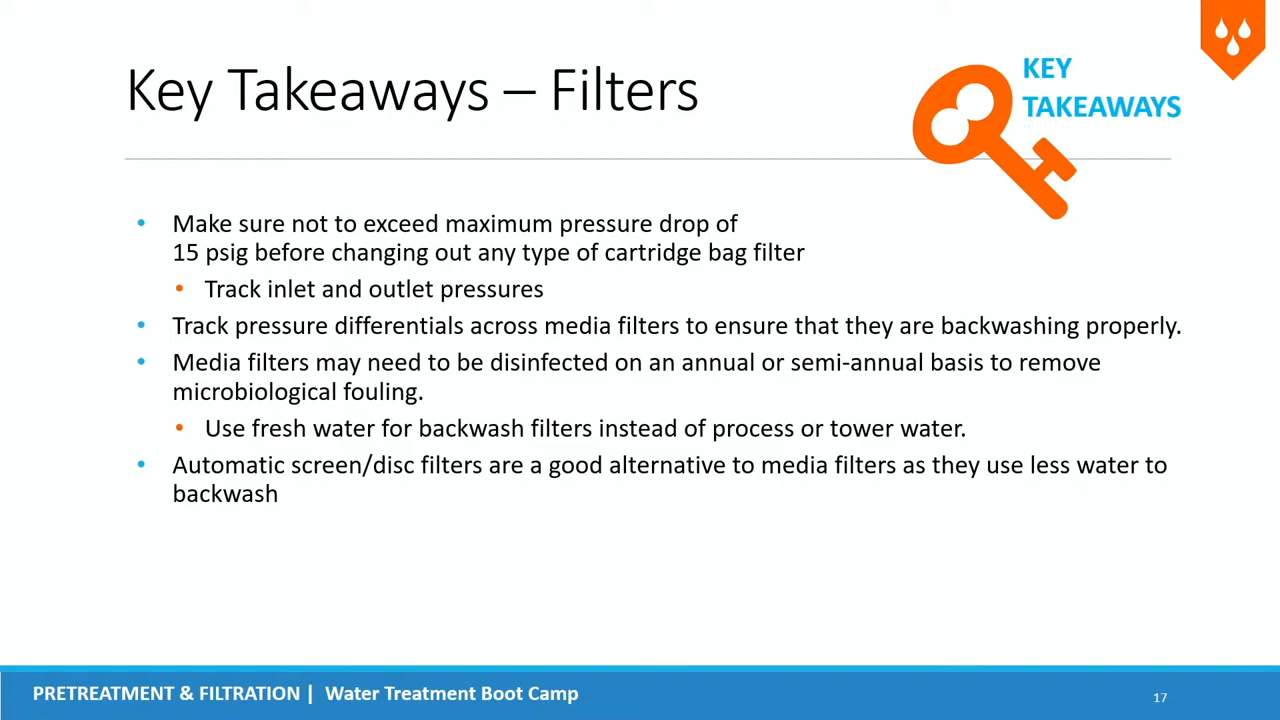 Key Takeaways – Filters
KEY
TAKEAWAYS
Make sure not to exceed maximum pressure drop of
15 psig before changing out any type of cartridge bag filter
Track inlet and outlet pressures
Track pressure differentials across media filters to ensure that they are backwashing properly.
Media filters may need to be disinfected on an annual or semi-annual basis to remove
microbiological fouling.
Use fresh water for backwash filters instead of process or tower water.
Automatic screen/disc filters are a good alternative to media filters as they use less water to
backwash
PRETREATMENT & FILTRATION | Water Treatment Boot Camp
17